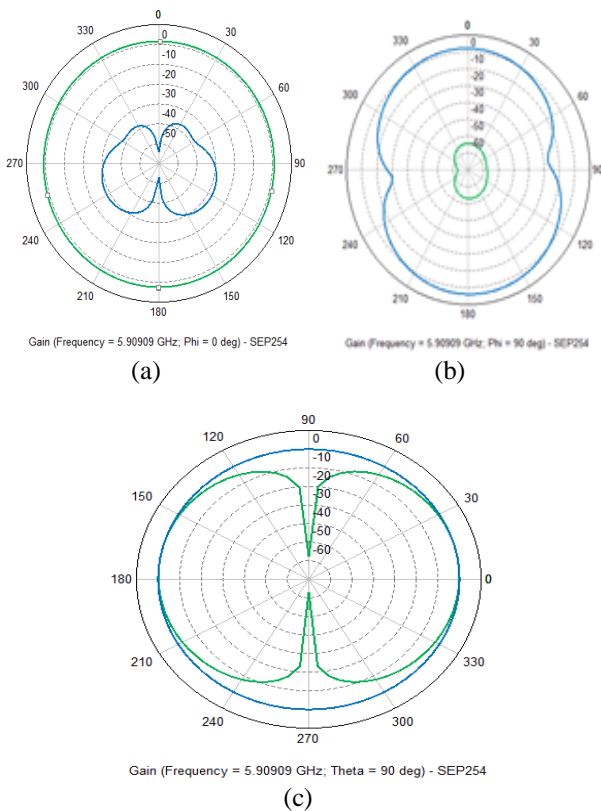 0
330 0 30
-10
-20
300 -30 60
-40
-50
270 90
240 120
210 150
180
Gain (Frequency = 5.90909 GHz; Phi = 0 deg) - SEP254
(a)
0
330 0 30
-10
-20
300 -30 60
-40
-50
-60
270 90
240 120
210 150
180
Gain (Frequency = 5.90909 GHz; Phi = 90 deg) - SEP254
(b)
90
120 0 60
-10
-20
150 -30 30
-40
-50
-60
180 0
210 330
240 300
270
Gain (Frequency = 5.90909 GHz; Theta = 90 deg) - SEP254
(c)